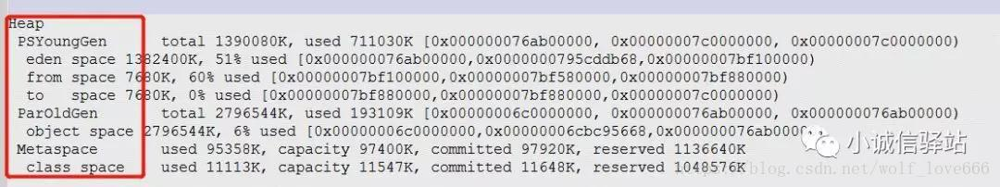 Heap
PSYoungGen total 1390080K, used 711030K [0x000000076ab00000, 0x00000007c0000000, 0x00000007c0000000)
eden space 1382400K, 51% used [0x000000076ab00000,0x0000000795cddb68,0x00000007bf100000)
from space 7680K, 60% used [0x00000007bf100000,0x00000007bf580000,0x00000007bf880000)
to space 7680K, 0% used [0x00000007bf880000,0x00000007bf880000,0x00000007c0000000)
ParOldGen total 2796544K, used 193109K [0x00000006c0000000, 0x000000076ab00000, 0x000000076ab00000)
object space 2796544K, 6% used [0x00000006c0000000,0x00000006cbc95668,0x000000076ab00000)
Metaspace used 95358K, capacity 97400K, committed 97920K, reserved 1136640K
class space used 11113K, capacity 11547K, committed 11648K, reserved 1048576K
小诚信驿站
https://blog.csdn.net/wolf_love666